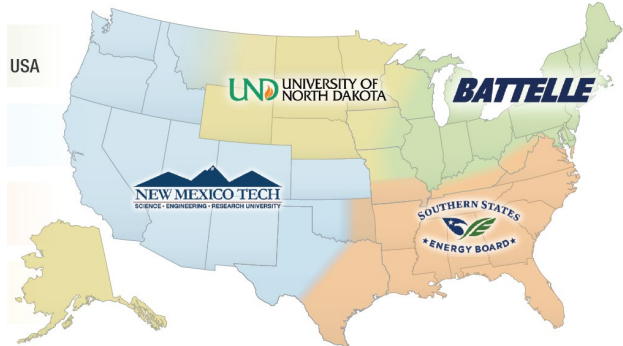 USA
UND UNIVERSITY OF
NORTH DAKOTA
BATTELLE
NEW MEXICO TECH
SCIENCE • ENGINEERING • RESEARCH UNIVERSITY
SOUTHERN STATES
★ ENERGY BOARD ★